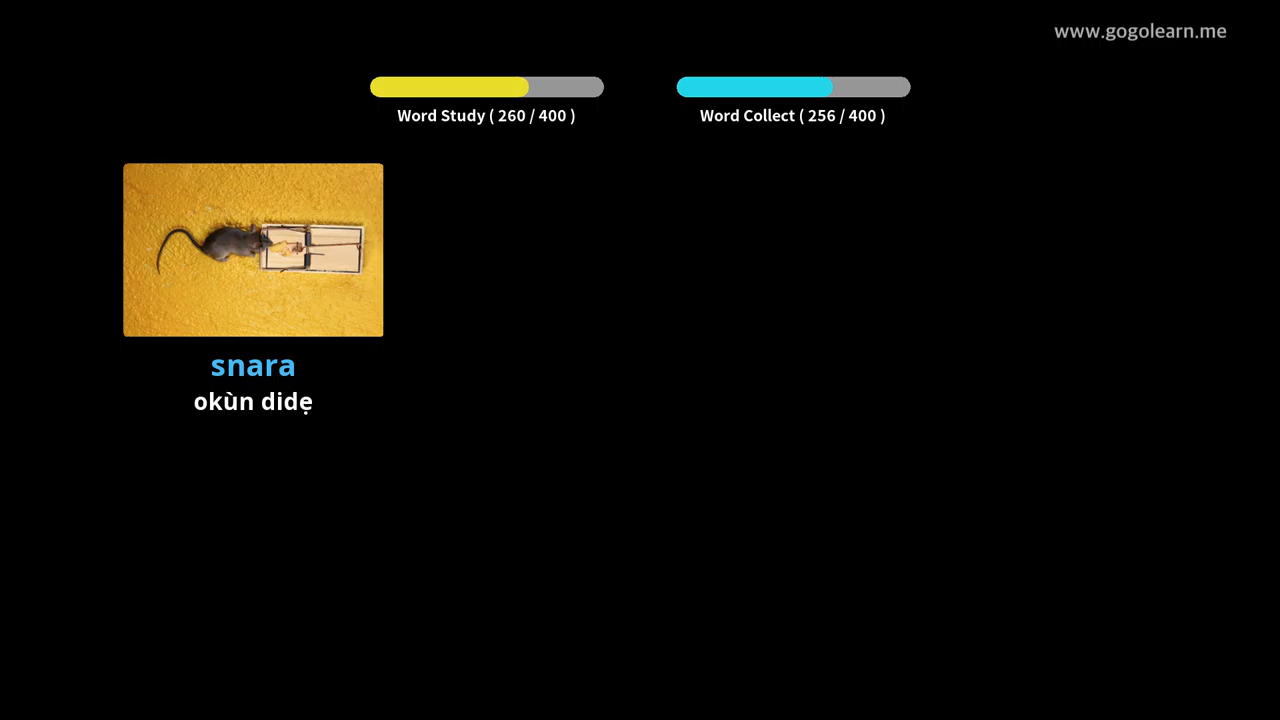 www.gogolearn.me
Word Study ( 260 / 400 )
Word Collect ( 256 / 400 )
snara
okùn didẹ